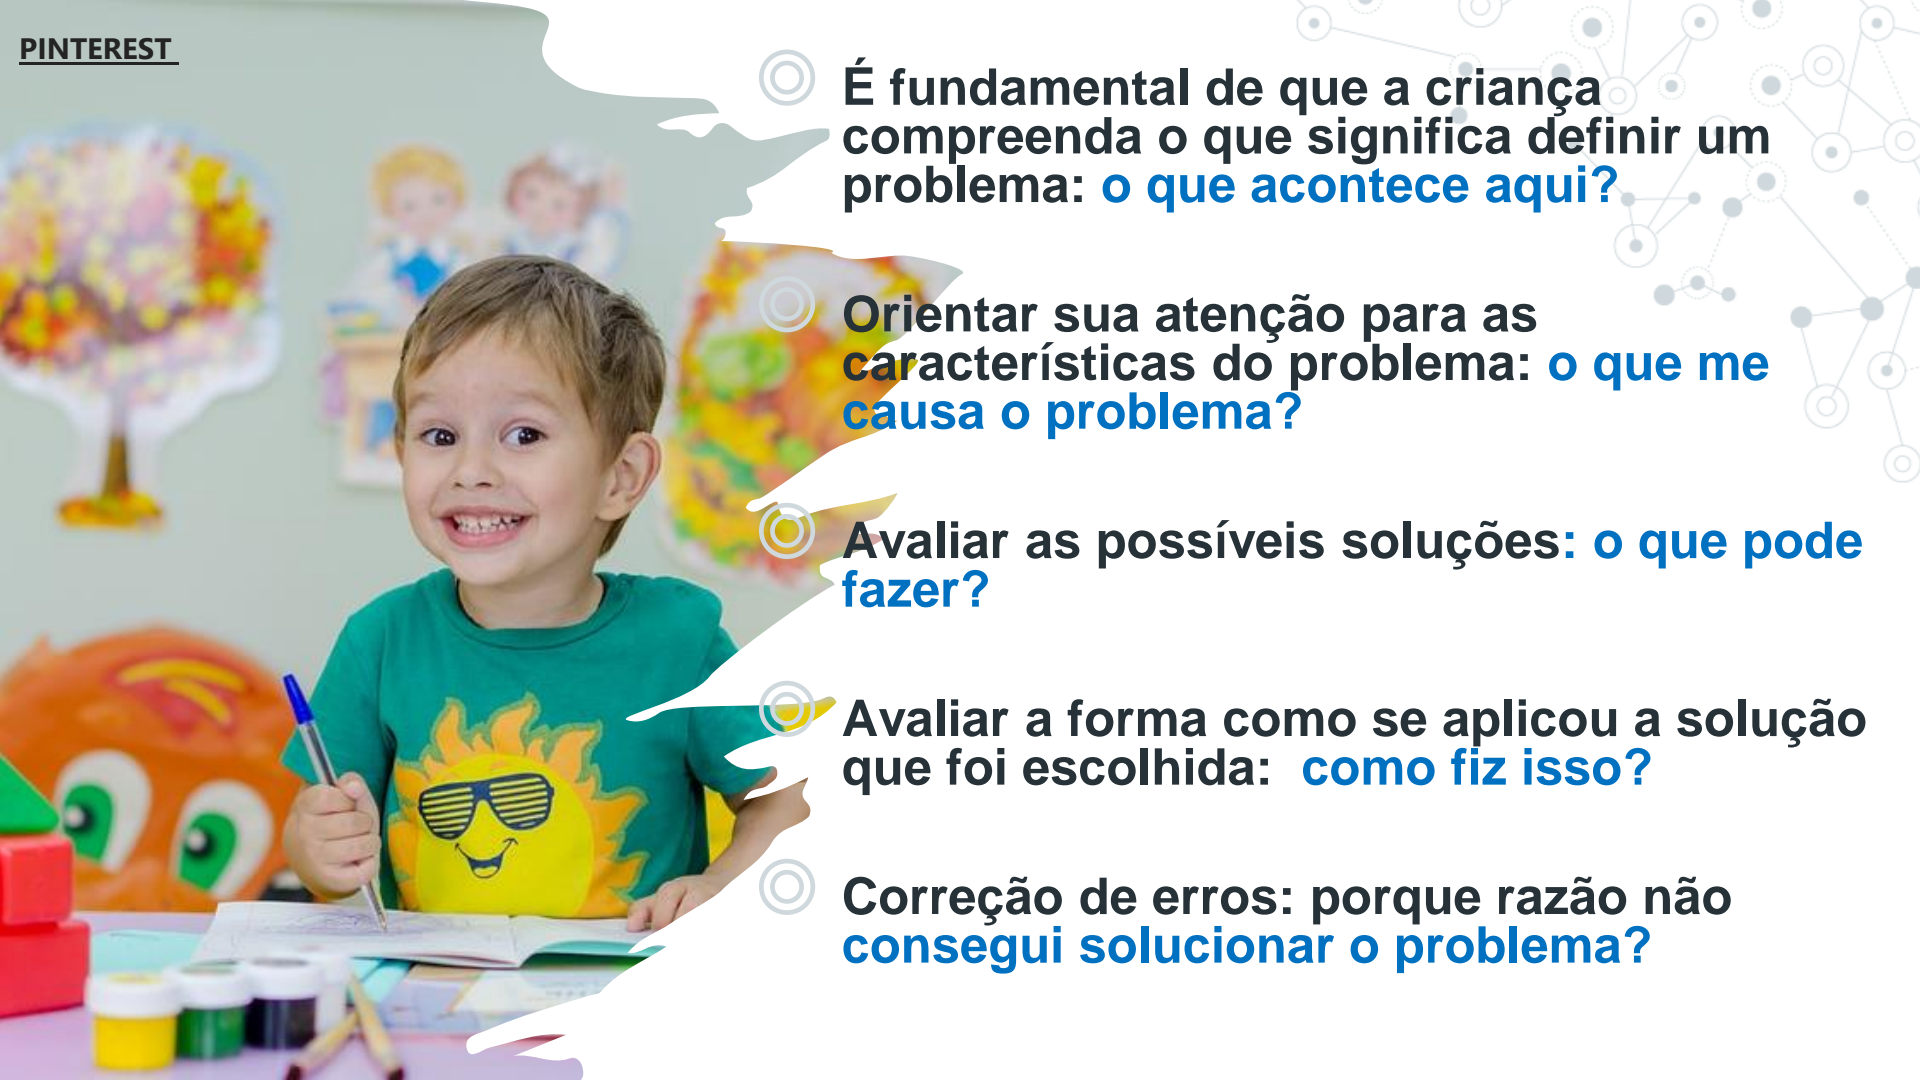 PINTEREST
É fundamental de que a criança
compreenda o que significa definir um
problema: o que acontece aqui?
Orientar sua atenção para as
características do problema: o que me
causa o problema?
Avaliar as possíveis soluções: o que pode
fazer?
Avaliar a forma como se aplicou a solução
que foi escolhida:  como fiz isso?
Correção de erros: porque razão não
consegui solucionar o problema?